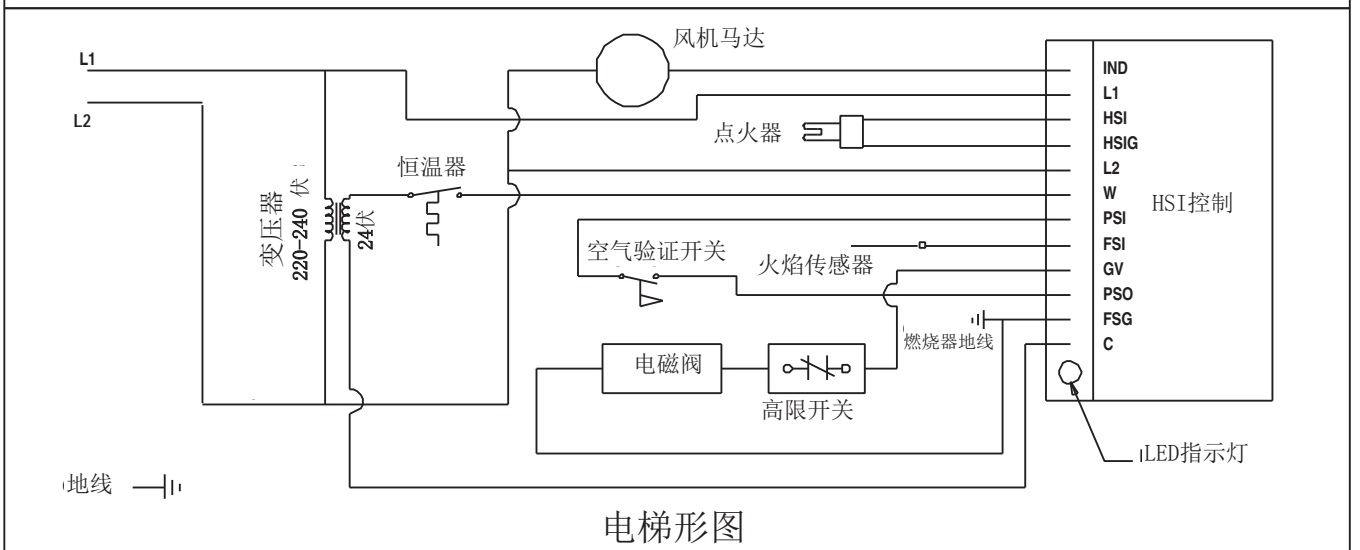 L1
L2
风机马达
IND
L1
HSI
HSIG
L2
W
PSI
FSI
GV
PSO
FSG
C
HSI控制
点火器
恒温器
变压器
220-240 伏
24伏
空气验证开关
火焰传感器
燃烧器地线
电磁阀
高限开关
LED指示灯
地线
电梯形图